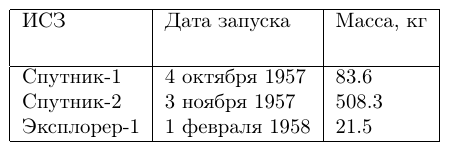 ИСЗ Дата запуска Масса, кг
Спутник-1 4 октября 1957 83.6
Спутник-2 3 ноября 1957 508.3
Эксплорер-1 1 февраля 1958 21.5